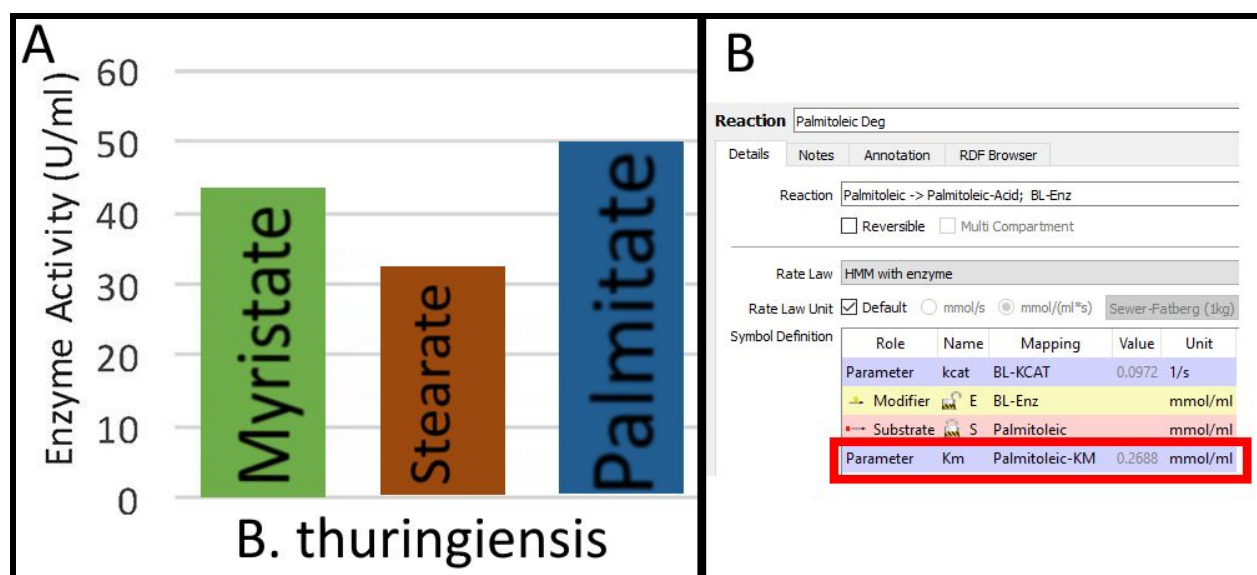 A
Enzyme Activity (U/ml)
60
50
40
30
20
10
0
Myristate
Stearate
Palmitate
B. thuringiensis
B
Reaction Palmitoleic Deg
Details Notes Annotation RDF Browser
Reaction Palmitoleic -> Palmitoleic-Acid; BL-Enz
Reversible Multi Compartment
Rate Law HMM with enzyme
Rate Law Unit Default mmol/s mmol/(ml*s) Sewer-Fatberg (1kg)
Symbol Definition Role Name Mapping Value Unit
Parameter kcat BL-KCAT 0.0972 1/s
Modifier E BL-Enz mmol/ml
Substrate S Palmitoleic mmol/ml
Parameter Km Palmitoleic-KM 0.2688 mmol/ml